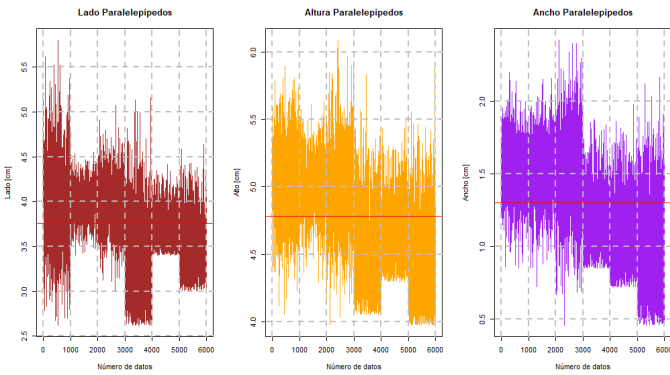 Lado Paralelepípedos
Lado [cm]
5.5
5.0
4.5
4.0
3.5
3.0
2.5
0 1000 2000 3000 4000 5000 6000
Número de datos
Altura Paralelepípedos
Alto [cm]
6.0
5.5
5.0
4.5
4.0
0 1000 2000 3000 4000 5000 6000
Número de datos
Ancho Paralelepípedos
Ancho [cm]
2.0
1.5
1.0
0.5
0 1000 2000 3000 4000 5000 6000
Número de datos